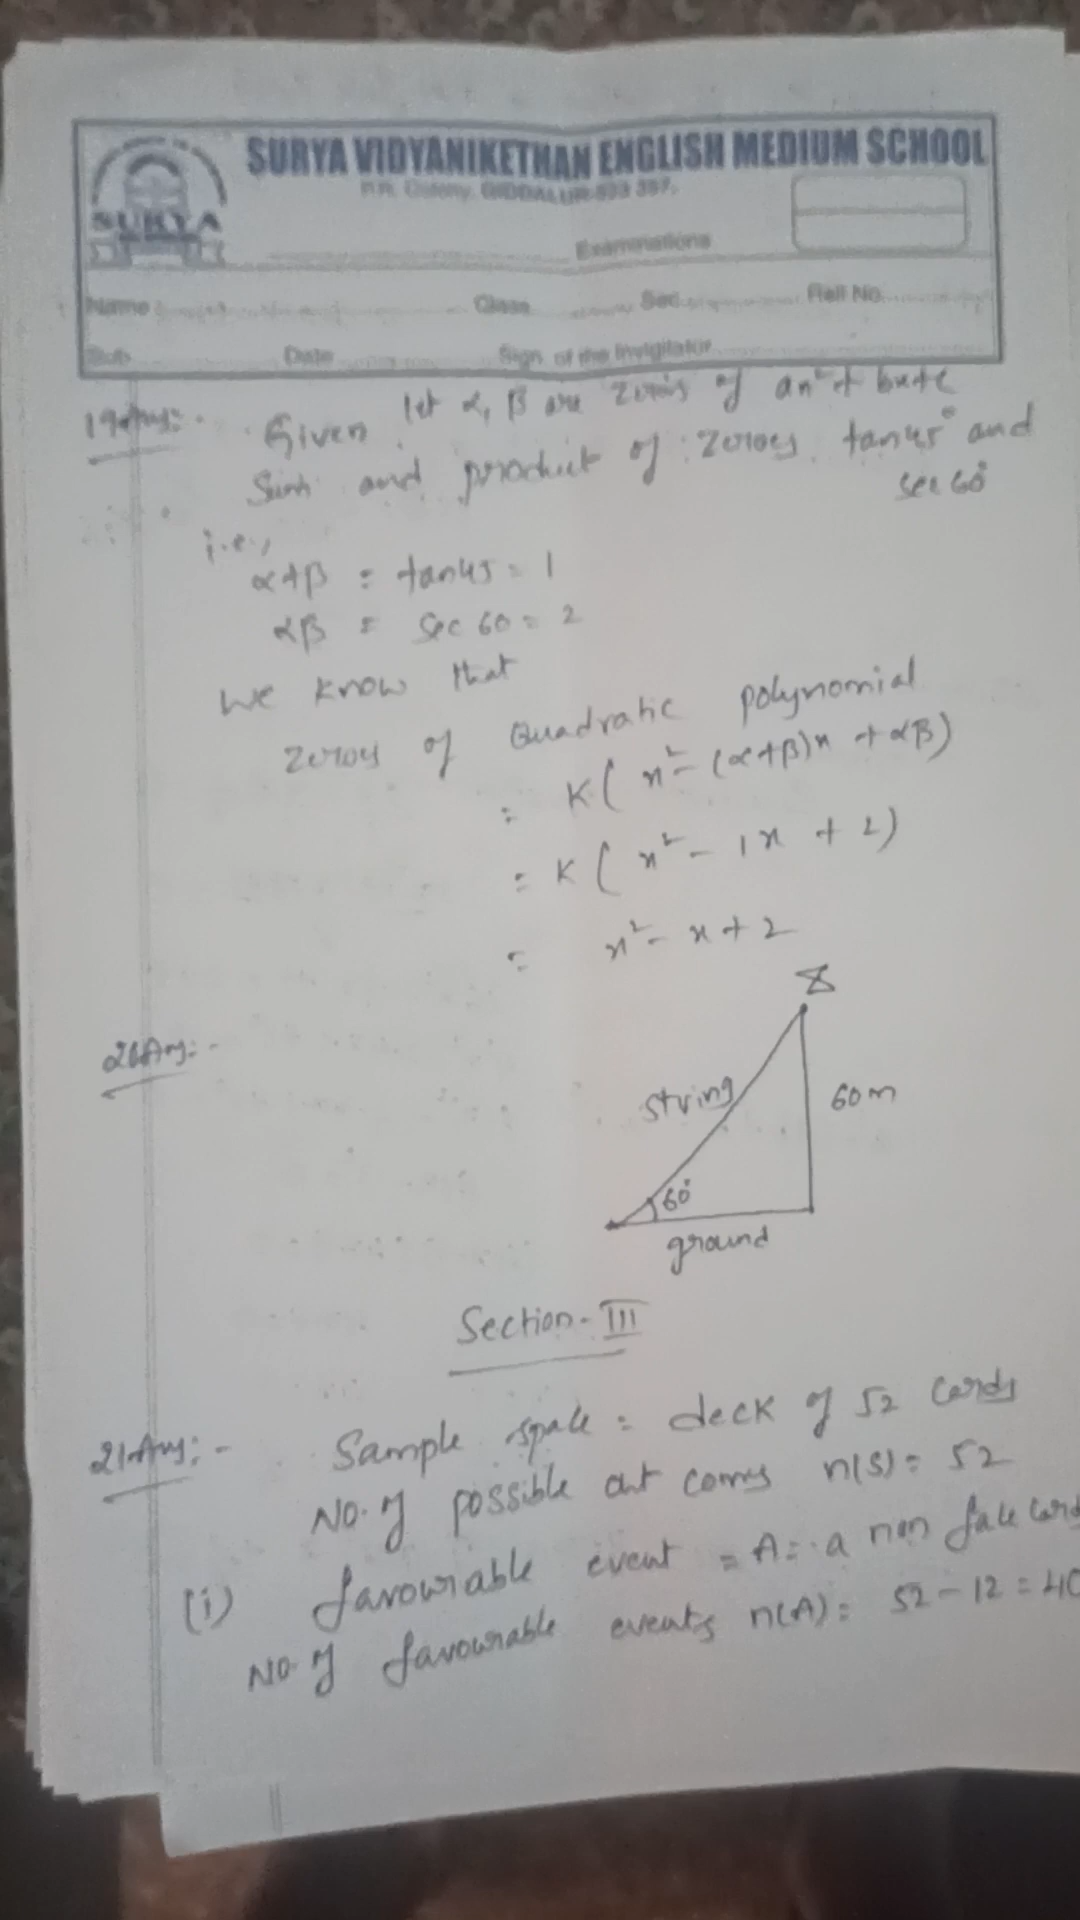 SURYA VIDYANIKETHAN ENGLISH MEDIUM SCHOOL
SURYA
Examinations
Name Class Sec Roll No.
Sub Date Sign. of the Invigilator
19Ans:- Given let α, β are of an² + bx+c
Sum and product of zeroes tan45° and
sec 60°
i.e.,
α+β = tan45 = 1
αβ = Sec 60 = 2
We know that
zeroes of Quadratic polynomial
= K( x² - (α+β)x + αβ)
= K ( x² - 1x + 2)
= x² - x + 2
String
60m
60°
ground
Section - III
21Ans:- Sample space = deck of 52 cards
No. of possible out comes n(S) = 52
(i) favourable event = A = a non face card
No. of favourable events n(A) = 52 - 12 = 40